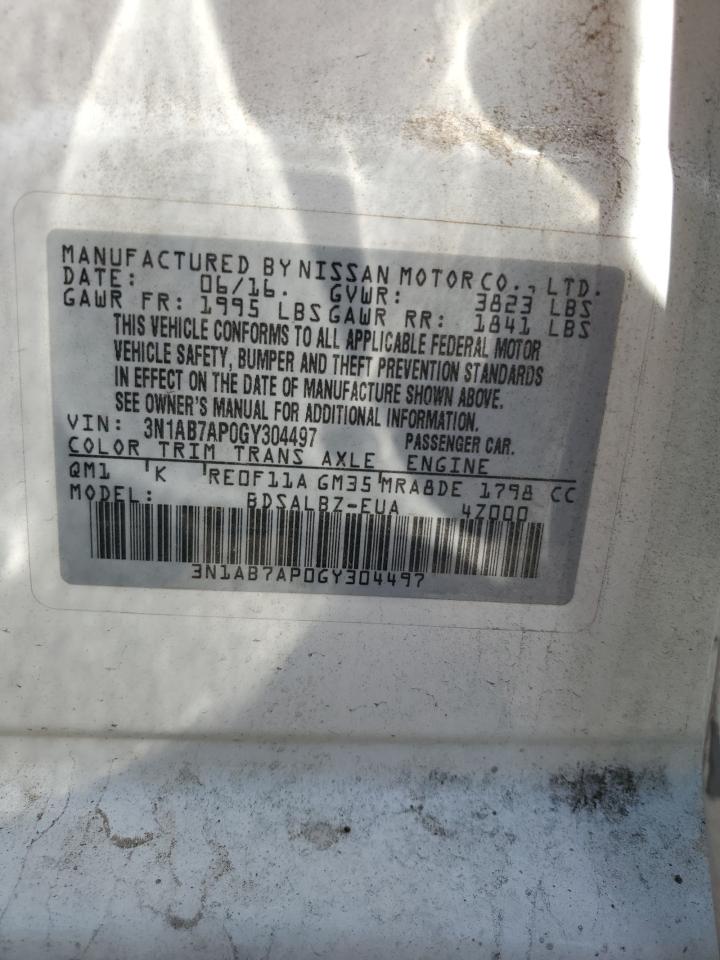 MANUFACTURED BY NISSAN MOTOR CO., LTD.
DATE: 06/16. GVWR: 3823 LBS
GAWR FR: 1995 LBS GAWR RR: 1841 LBS
THIS VEHICLE CONFORMS TO ALL APPLICABLE FEDERAL MOTOR
VEHICLE SAFETY, BUMPER AND THEFT PREVENTION STANDARDS
IN EFFECT ON THE DATE OF MANUFACTURE SHOWN ABOVE.
SEE OWNER'S MANUAL FOR ADDITIONAL INFORMATION.
VIN: 3N1AB7AP0GY304497 PASSENGER CAR.
COLOR TRIM TRANS AXLE ENGINE
QM1 K RE0F11A GM35 MRA8DE 1798 CC
MODEL: BDSALBZ-EUA 4Z000
3N1AB7AP0GY304497